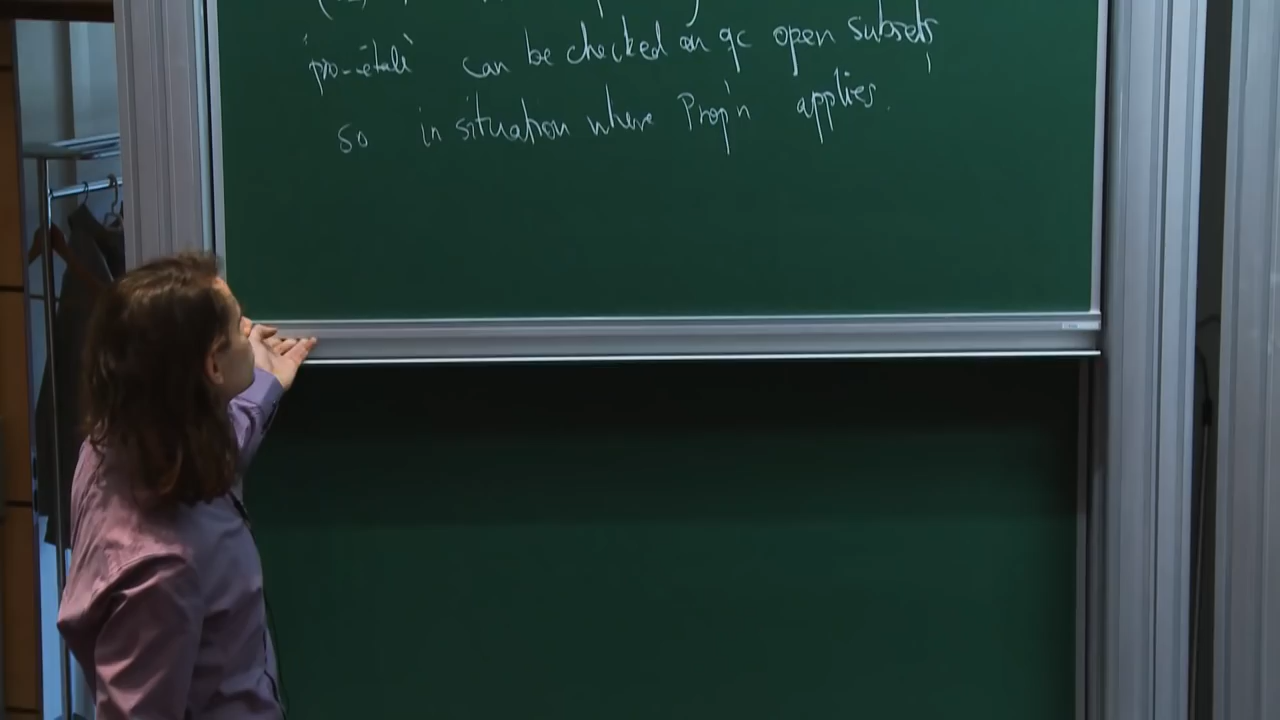 'pro-étale' can be checked on qc open subsets,
so in situation where Prop'n applies.